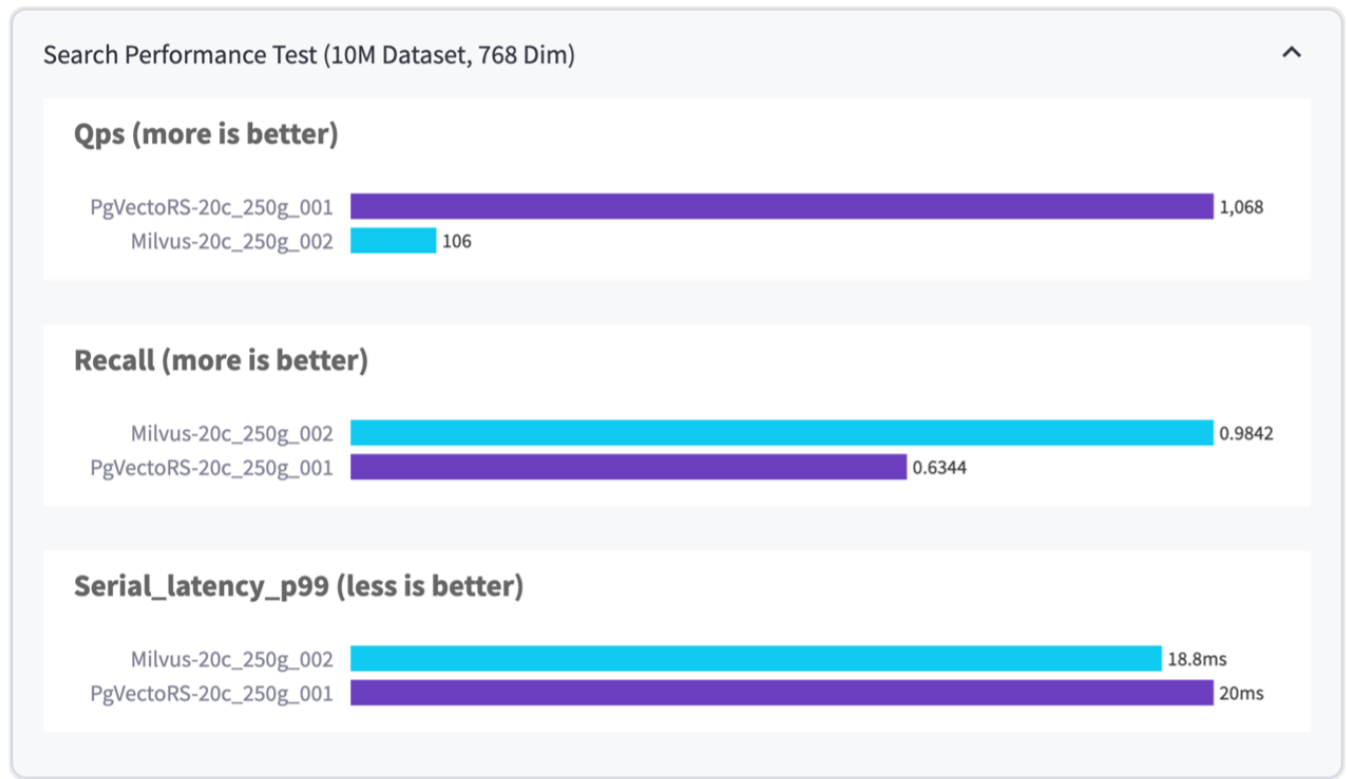 Search Performance Test (10M Dataset, 768 Dim)
Qps (more is better)
PgVectoRS-20c_250g_001 1,068
Milvus-20c_250g_002 106
Recall (more is better)
Milvus-20c_250g_002 0.9842
PgVectoRS-20c_250g_001 0.6344
Serial_latency_p99 (less is better)
Milvus-20c_250g_002 18.8ms
PgVectoRS-20c_250g_001 20ms